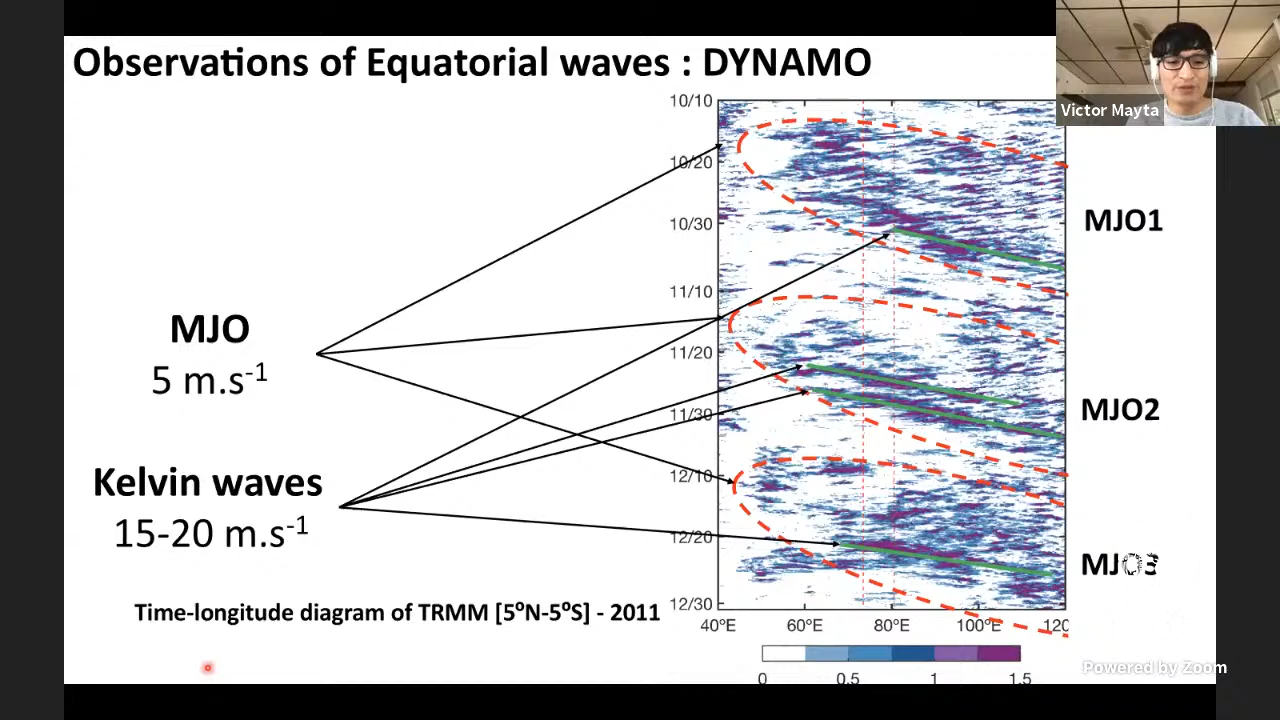 Observations of Equatorial waves : DYNAMO
Victor Mayta
10/10
10/20
10/30
11/10
11/20
11/30
12/10
12/20
12/30
MJO1
MJO2
MJO3
MJO
5 m.s-1
Kelvin waves
15-20 m.s-1
Time-longitude diagram of TRMM [5ºN-5ºS] - 2011
40ºE 60ºE 80ºE 100ºE 120
0 0.5 1 1.5
Powered by Zoom